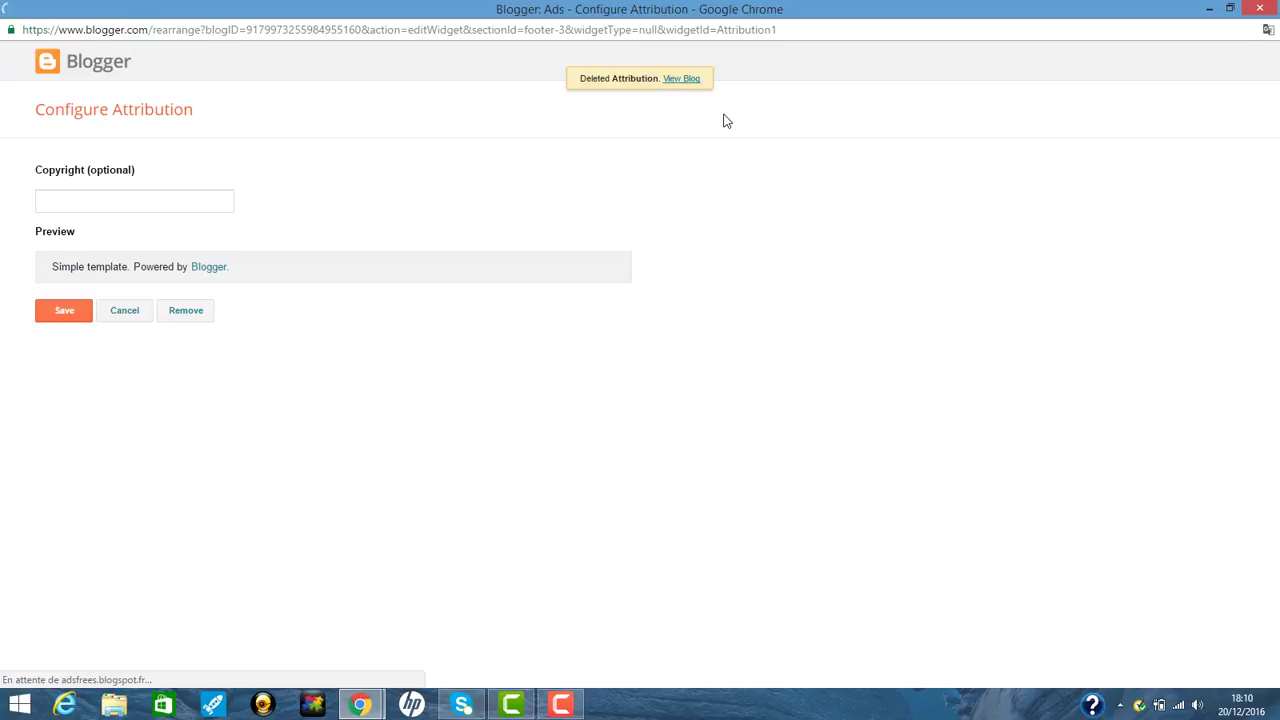 Blogger: Ads - Configure Attribution - Google Chrome
https://www.blogger.com/rearrange?blogID=9179973255984955160&action=editWidget&sectionId=footer-3&widgetType=null&widgetId=Attribution1
Blogger
Deleted Attribution. View Blog
Configure Attribution
Copyright (optional)
Preview
Simple template. Powered by Blogger.
Save Cancel Remove
En attente de adsfrees.blogspot.fr...
18:10
20/12/2016